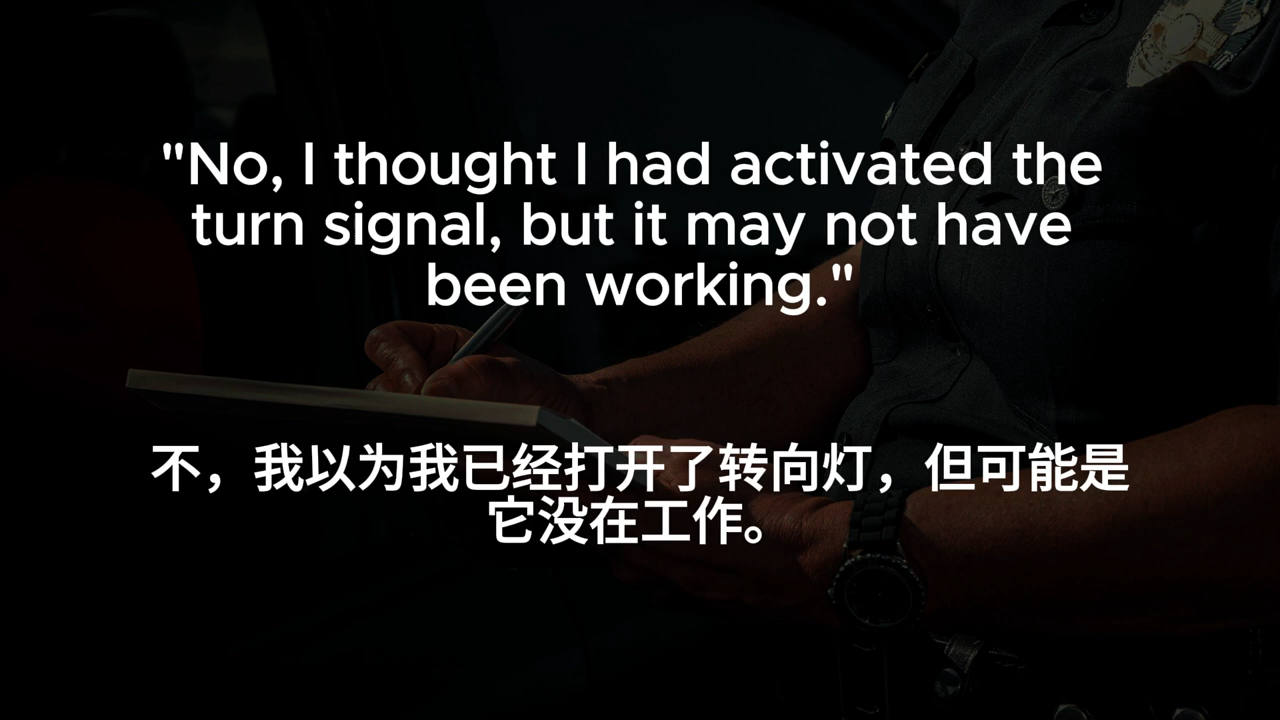 "No, I thought I had activated the
turn signal, but it may not have
been working."
不，我以为我已经打开了转向灯，但可能是
它没在工作。